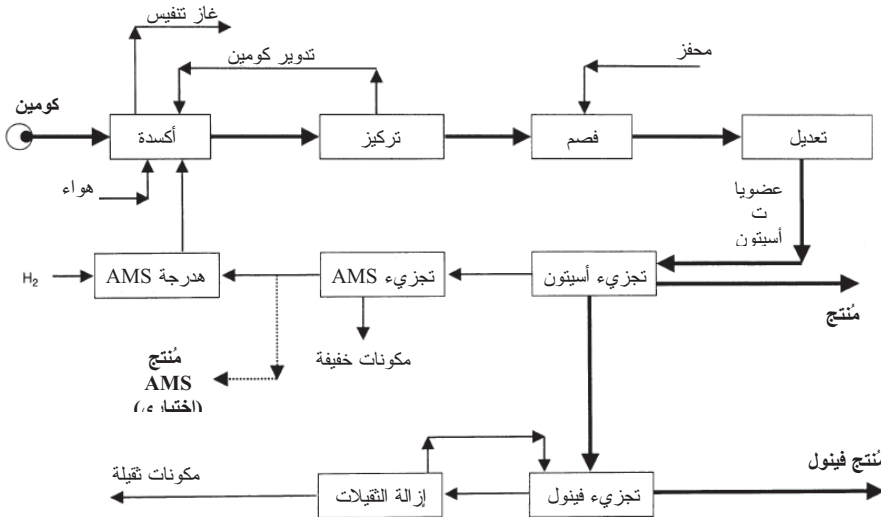 غاز تنفيس
تدوير كومين
محفز
كومين
أكسدة
تركيز
فصم
تعديل
هواء
عضويا
ت
أسيتون
H2
هدرجة AMS
تجزيء AMS
تجزيء أسيتون
مُنتج
مُنتج
AMS
(اختياري)
مكونات خفيفة
مُنتج فينول
مكونات ثقيلة
إزالة الثقيلات
تجزيء فينول